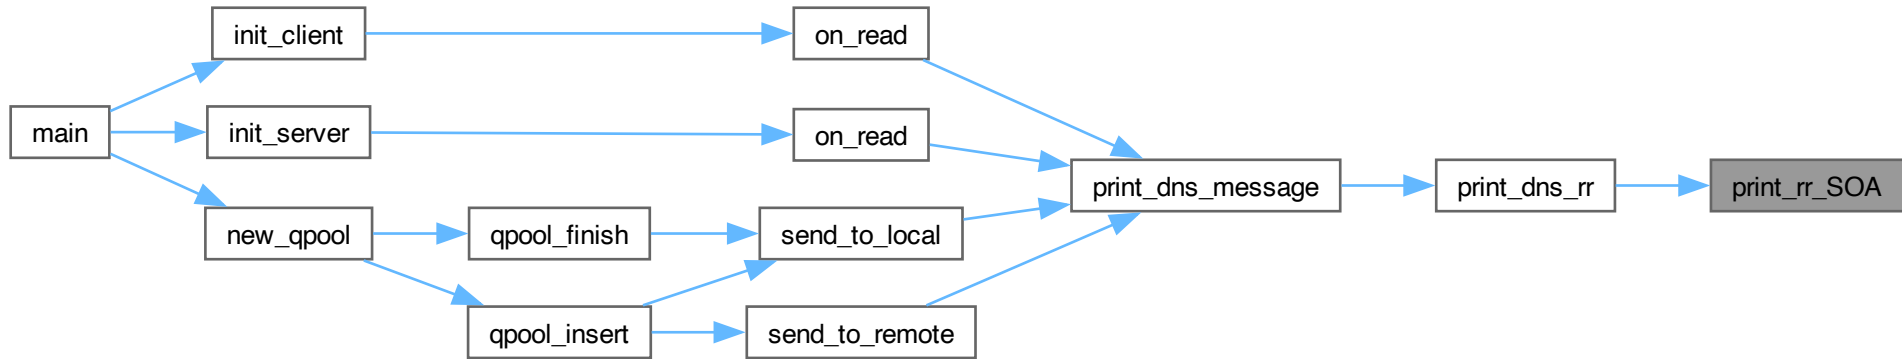 main
init_client
init_server
new_qpool
qpool_finish
qpool_insert
on_read
on_read
send_to_local
send_to_remote
print_dns_message
print_dns_rr
print_rr_SOA